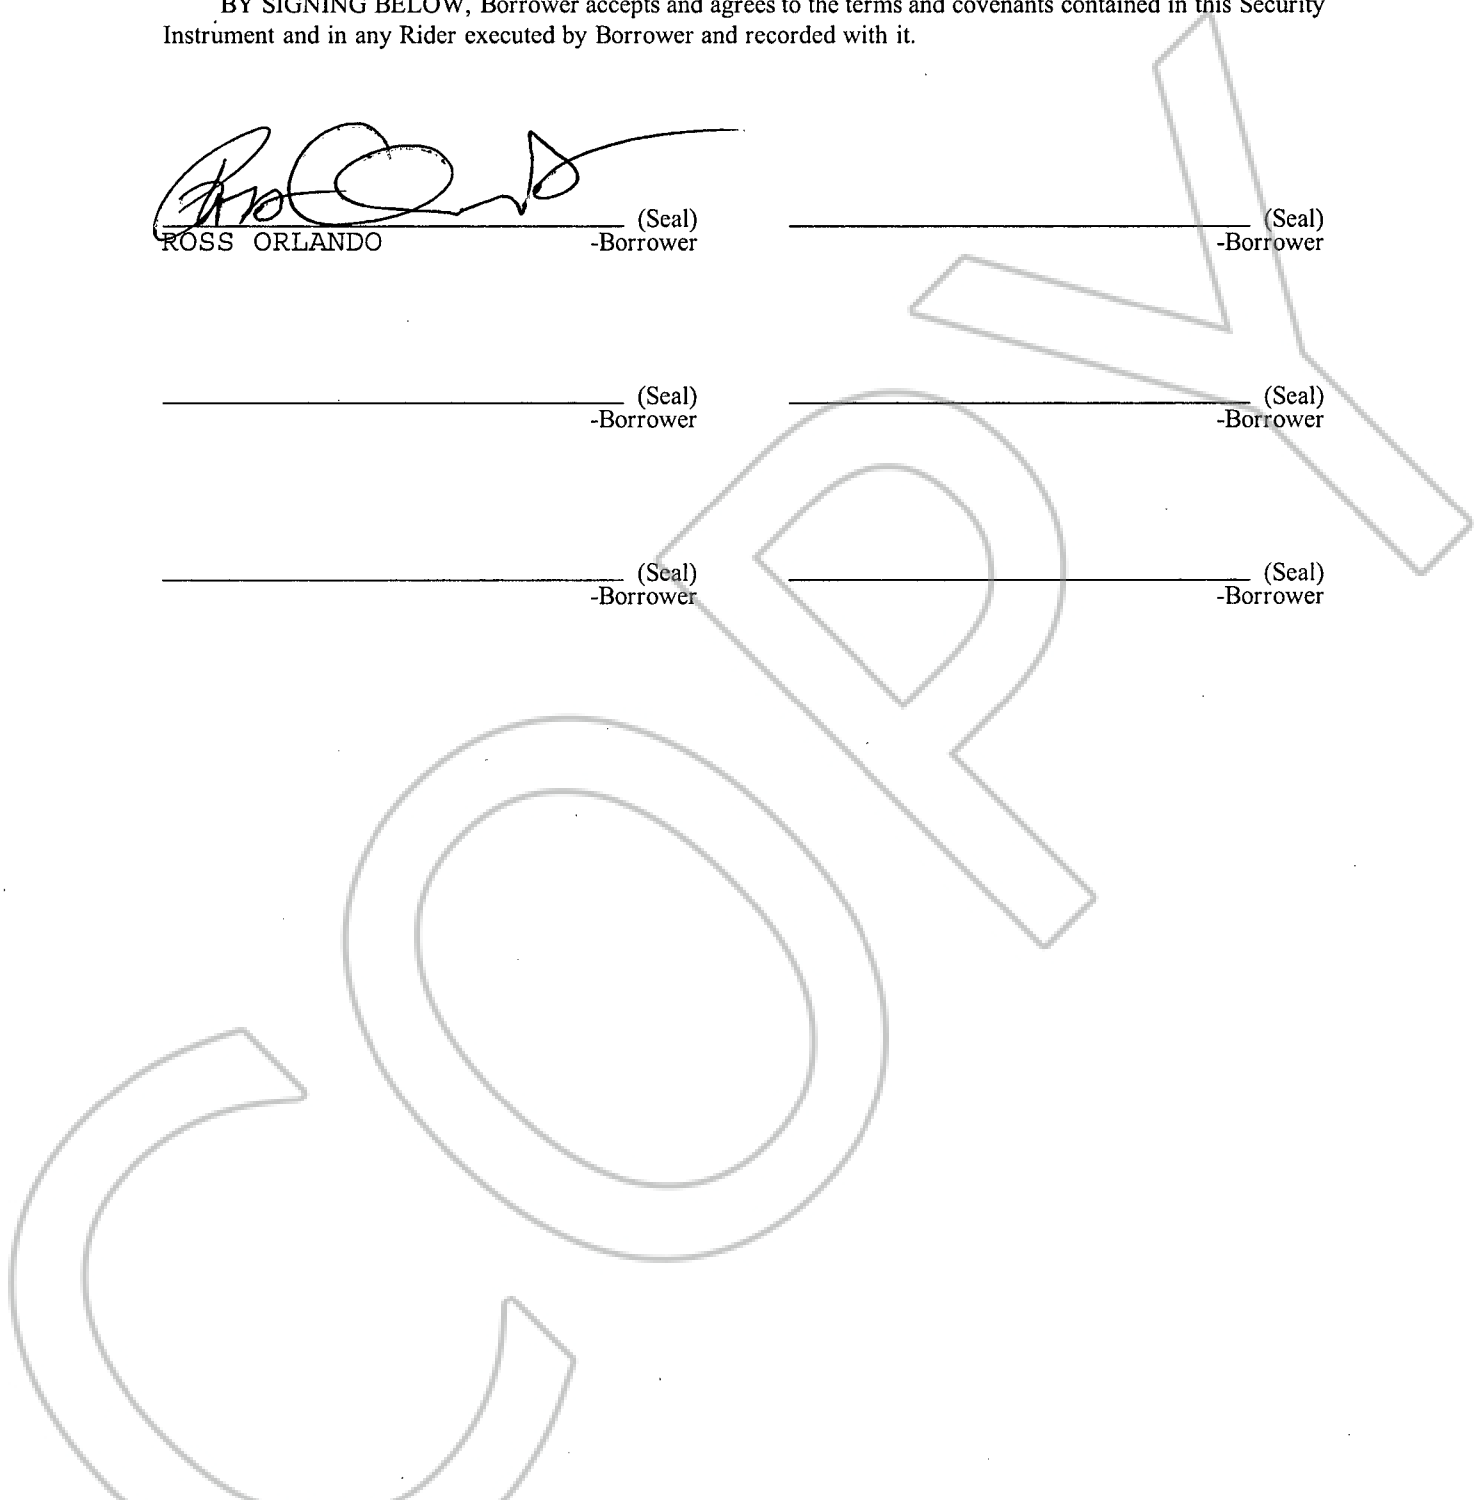 BY SIGNING BELOW, Borrower accepts and agrees to the terms and covenants contained in this Security
Instrument and in any Rider executed by Borrower and recorded with it.
Ross Orlando
(Seal)
(Seal)
ROSS ORLANDO
-Borrower
-Borrower
(Seal)
(Seal)
-Borrower
-Borrower
(Seal)
(Seal)
-Borrower
-Borrower
COPY